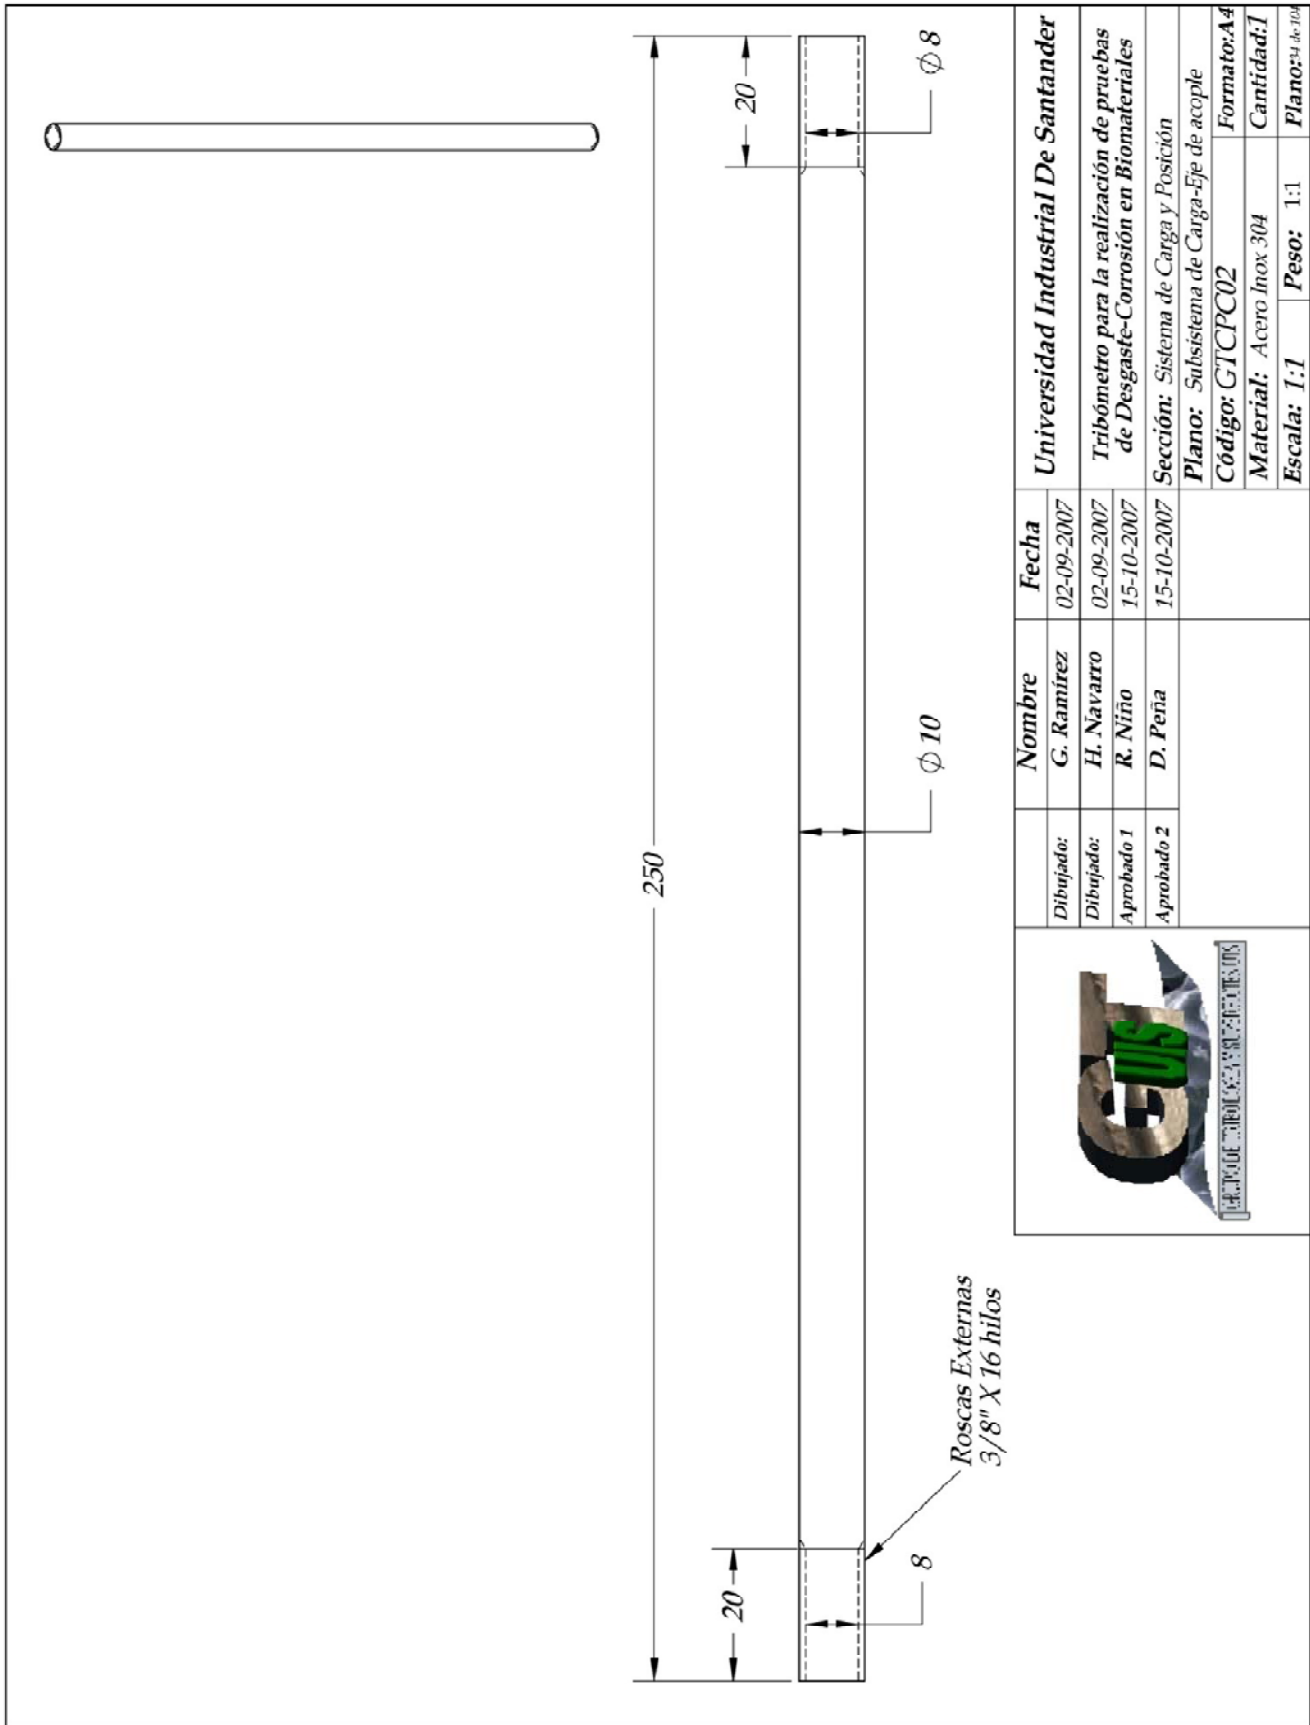 250
20
20
8
Ø 8
Ø 10
Roscas Externas
3/8" X 16 hilos
Nombre
Fecha
Dibujado:
G. Ramírez
02-09-2007
Dibujado:
H. Navarro
02-09-2007
Aprobado 1
R. Niño
15-10-2007
Aprobado 2
D. Peña
15-10-2007
Universidad Industrial De Santander
Tribómetro para la realización de pruebas
de Desgaste-Corrosión en Biomateriales
Sección: Sistema de Carga y Posición
Plano: Subsistema de Carga-Eje de acople
Código: GTCPC02
Formato:A4
Material: Acero Inox 304
Cantidad:1
Escala: 1:1
Peso: 1:1
Plano: de 104
UIS